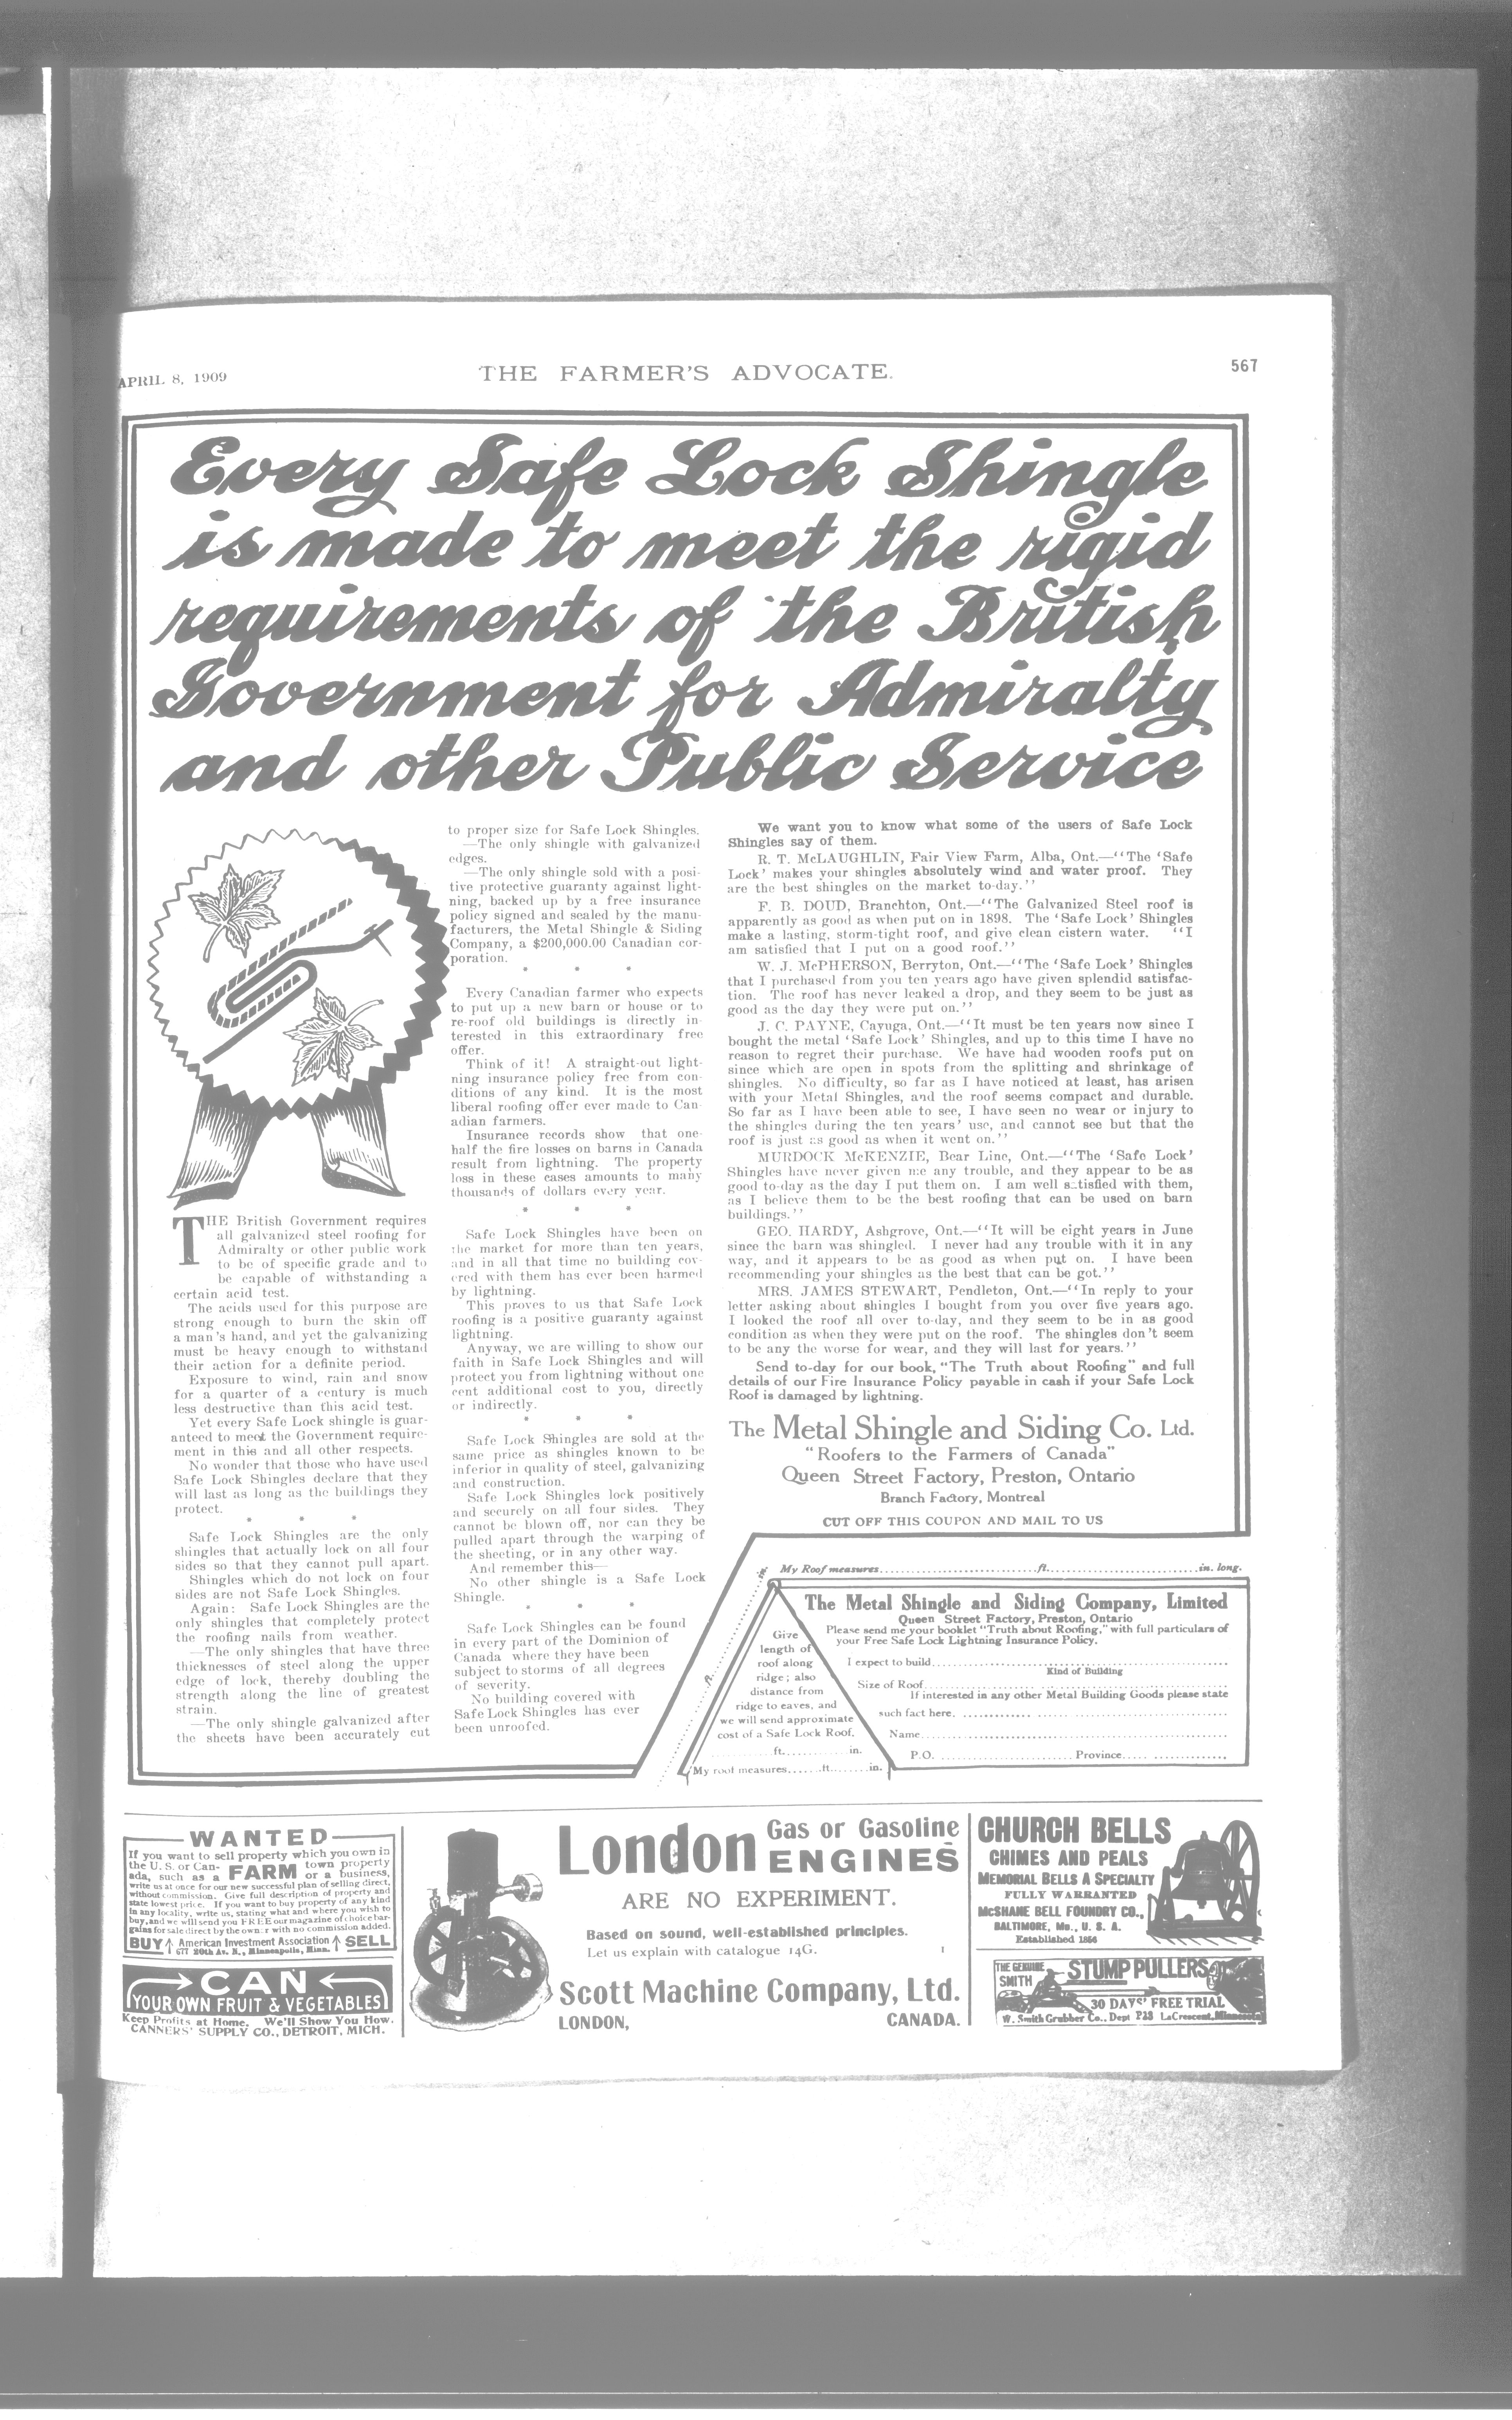 APRIL 8, 1909
THE FARMER'S ADVOCATE.
567
Every Safe Lock Shingle
is made to meet the rigid
requirements of the British
Government for Admiralty
and other Public Service
THE British Government requires
all galvanized steel roofing for
Admiralty or other public work
to be of specific grade and to
be capable of withstanding a
certain acid test.
The acids used for this purpose are
strong enough to burn the skin off
a man's hand, and yet the galvanizing
must be heavy enough to withstand
their action for a definite period.
Exposure to wind, rain and snow
for a quarter of a century is much
less destructive than this acid test.
Yet every Safe Lock shingle is guar-
anteed to meet the Government require-
ment in this and all other respects.
No wonder that those who have used
Safe Lock Shingles declare that they
will last as long as the buildings they
protect.
* * *
Safe Lock Shingles are the only
shingles that actually lock on all four
sides so that they cannot pull apart.
Shingles which do not lock on four
sides are not Safe Lock Shingles.
Again: Safe Lock Shingles are the
only shingles that completely protect
the roofing nails from weather.
—The only shingles that have three
thicknesses of steel along the upper
edge of lock, thereby doubling the
strength along the line of greatest
strain.
—The only shingle galvanized after
the sheets have been accurately cut
to proper size for Safe Lock Shingles.
—The only shingle with galvanized
edges.
—The only shingle sold with a posi-
tive protective guaranty against light-
ning, backed up by a free insurance
policy signed and sealed by the manu-
facturers, the Metal Shingle & Siding
Company, a $200,000.00 Canadian cor-
poration.
* * *
Every Canadian farmer who expects
to put up a new barn or house or to
re-roof old buildings is directly in-
terested in this extraordinary free
offer.
Think of it! A straight-out light-
ning insurance policy free from con-
ditions of any kind. It is the most
liberal roofing offer ever made to Can-
adian farmers.
Insurance records show that one-
half the fire losses on barns in Canada
result from lightning. The property
loss in these cases amounts to many
thousands of dollars every year.
* * *
Safe Lock Shingles have been on
the market for more than ten years,
and in all that time no building cov-
ered with them has ever been harmed
by lightning.
This proves to us that Safe Lock
roofing is a positive guaranty against
lightning.
Anyway, we are willing to show our
faith in Safe Lock Shingles and will
protect you from lightning without one
cent additional cost to you, directly
or indirectly.
* * *
Safe Lock Shingles are sold at the
same price as shingles known to be
inferior in quality of steel, galvanizing
and construction.
Safe Lock Shingles lock positively
and securely on all four sides. They
cannot be blown off, nor can they be
pulled apart through the warping of
the sheeting, or in any other way.
And remember this—
No other shingle is a Safe Lock
Shingle.
* * *
Safe Lock Shingles can be found
in every part of the Dominion of
Canada where they have been
subject to storms of all degrees
of severity.
No building covered with
Safe Lock Shingles has ever
been unroofed.
We want you to know what some of the users of Safe Lock
Shingles say of them.
R. T. McLAUGHLIN, Fair View Farm, Alba, Ont.—"The 'Safe
Lock' makes your shingles absolutely wind and water proof. They
are the best shingles on the market to-day."
F. B. DOUD, Branchton, Ont.—"The Galvanized Steel roof is
apparently as good as when put on in 1898. The 'Safe Lock' Shingles
make a lasting, storm-tight roof, and give clean cistern water. "I
am satisfied that I put on a good roof."
W. J. McPHERSON, Berryton, Ont.—"The 'Safe Lock' Shingles
that I purchased from you ten years ago have given splendid satisfac-
tion. The roof has never leaked a drop, and they seem to be just as
good as the day they were put on."
J. C. PAYNE, Cayuga, Ont.—"It must be ten years now since I
bought the metal 'Safe Lock' Shingles, and up to this time I have no
reason to regret their purchase. We have had wooden roofs put on
since which are open in spots from the splitting and shrinkage of
shingles. No difficulty, so far as I have noticed at least, has arisen
with your Metal Shingles, and the roof seems compact and durable.
So far as I have been able to see, I have seen no wear or injury to
the shingles during the ten years' use, and cannot see but that the
roof is just as good as when it went on."
MURDOCK McKENZIE, Bear Line, Ont.—"The 'Safe Lock'
Shingles have never given me any trouble, and they appear to be as
good to-day as the day I put them on. I am well satisfied with them,
as I believe them to be the best roofing that can be used on barn
buildings."
GEO. HARDY, Ashgrove, Ont.—"It will be eight years in June
since the barn was shingled. I never had any trouble with it in any
way, and it appears to be as good as when put on. I have been
recommending your shingles as the best that can be got."
MRS. JAMES STEWART, Pendleton, Ont.—"In reply to your
letter asking about shingles I bought from you over five years ago.
I looked the roof all over to-day, and they seem to be in as good
condition as when they were put on the roof. The shingles don't seem
to be any the worse for wear, and they will last for years."
Send to-day for our book, "The Truth about Roofing" and full
details of our Fire Insurance Policy payable in cash if your Safe Lock
Roof is damaged by lightning.
The Metal Shingle and Siding Co. Ltd.
"Roofers to the Farmers of Canada"
Queen Street Factory, Preston, Ontario
Branch Factory, Montreal
CUT OFF THIS COUPON AND MAIL TO US
My Roof measures..........ft..........in. long.
The Metal Shingle and Siding Company, Limited
Queen Street Factory, Preston, Ontario
Please send me your booklet "Truth about Roofing," with full particulars of
your Free Safe Lock Lightning Insurance Policy.
I expect to build..........
Kind of Building
Size of Roof..........
If interested in any other Metal Building Goods please state
such fact here. ..........
Name..........
P.O. .......... Province..........
ft. in.
Give
length of
roof along
ridge; also
distance from
ridge to eaves, and
we will send approximate
cost of a Safe Lock Roof.
..........ft..........in.
My roof measures.......ft........in.
WANTED
If you want to sell property which you own in
the U. S. or Can- FARM town property
ada, such as a or a business,
write us at once for our new successful plan of selling direct,
without commission. Give full description of property and
state lowest price. If you want to buy property of any kind
in any locality, write us, stating what and where you wish to
buy, and we will send you FREE our magazine of choice bar-
gains for sale direct by the owner with no commission added.
BUY American Investment Association SELL
677 20th Av. N., Minneapolis, Minn.
CAN
YOUR OWN FRUIT & VEGETABLES
Keep Profits at Home. We'll Show You How.
CANNERS' SUPPLY CO., DETROIT, MICH.
London Gas or Gasoline
ENGINES
ARE NO EXPERIMENT.
Based on sound, well-established principles.
Let us explain with catalogue 14G.
Scott Machine Company, Ltd.
LONDON, CANADA.
CHURCH BELLS
CHIMES AND PEALS
MEMORIAL BELLS A SPECIALTY
FULLY WARRANTED
McSHANE BELL FOUNDRY CO.,
BALTIMORE, MD., U. S. A.
Established 1856
THE GENUINE
SMITH STUMP PULLERS
30 DAYS' FREE TRIAL
W. Smith Grubber Co., Dept P23 LaCrescent, Minnesota